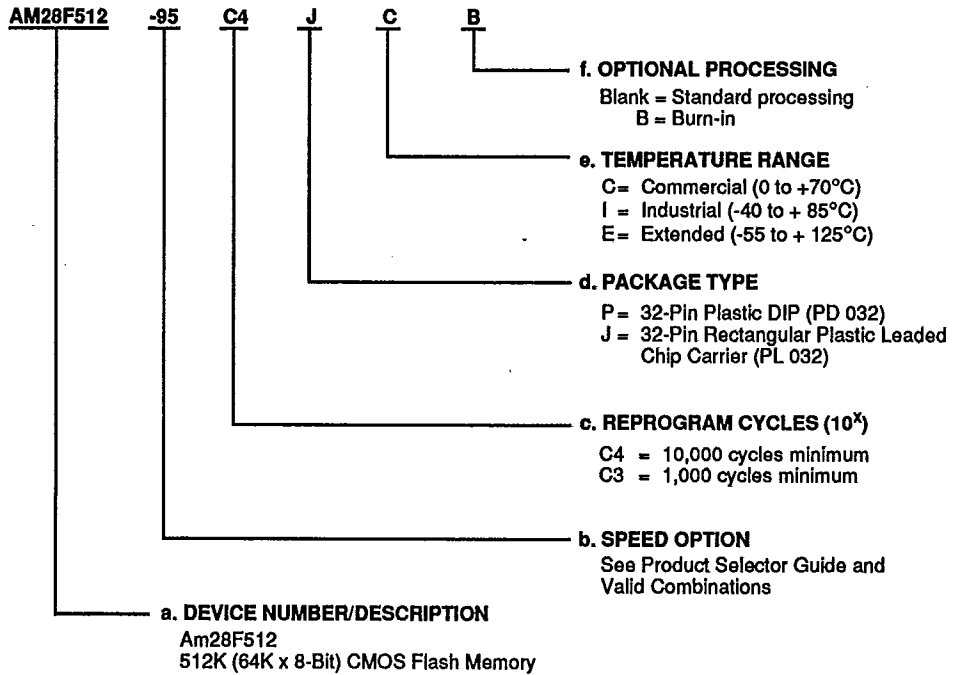 AM28F512 -95 C4 J C B
f. OPTIONAL PROCESSING
Blank = Standard processing
B = Burn-in
e. TEMPERATURE RANGE
C= Commercial (0 to +70°C)
I = Industrial (-40 to + 85°C)
E= Extended (-55 to + 125°C)
d. PACKAGE TYPE
P= 32-Pin Plastic DIP (PD 032)
J = 32-Pin Rectangular Plastic Leaded
Chip Carrier (PL 032)
c. REPROGRAM CYCLES (10ˣ)
C4 = 10,000 cycles minimum
C3 = 1,000 cycles minimum
b. SPEED OPTION
See Product Selector Guide and
Valid Combinations
a. DEVICE NUMBER/DESCRIPTION
Am28F512
512K (64K x 8-Bit) CMOS Flash Memory